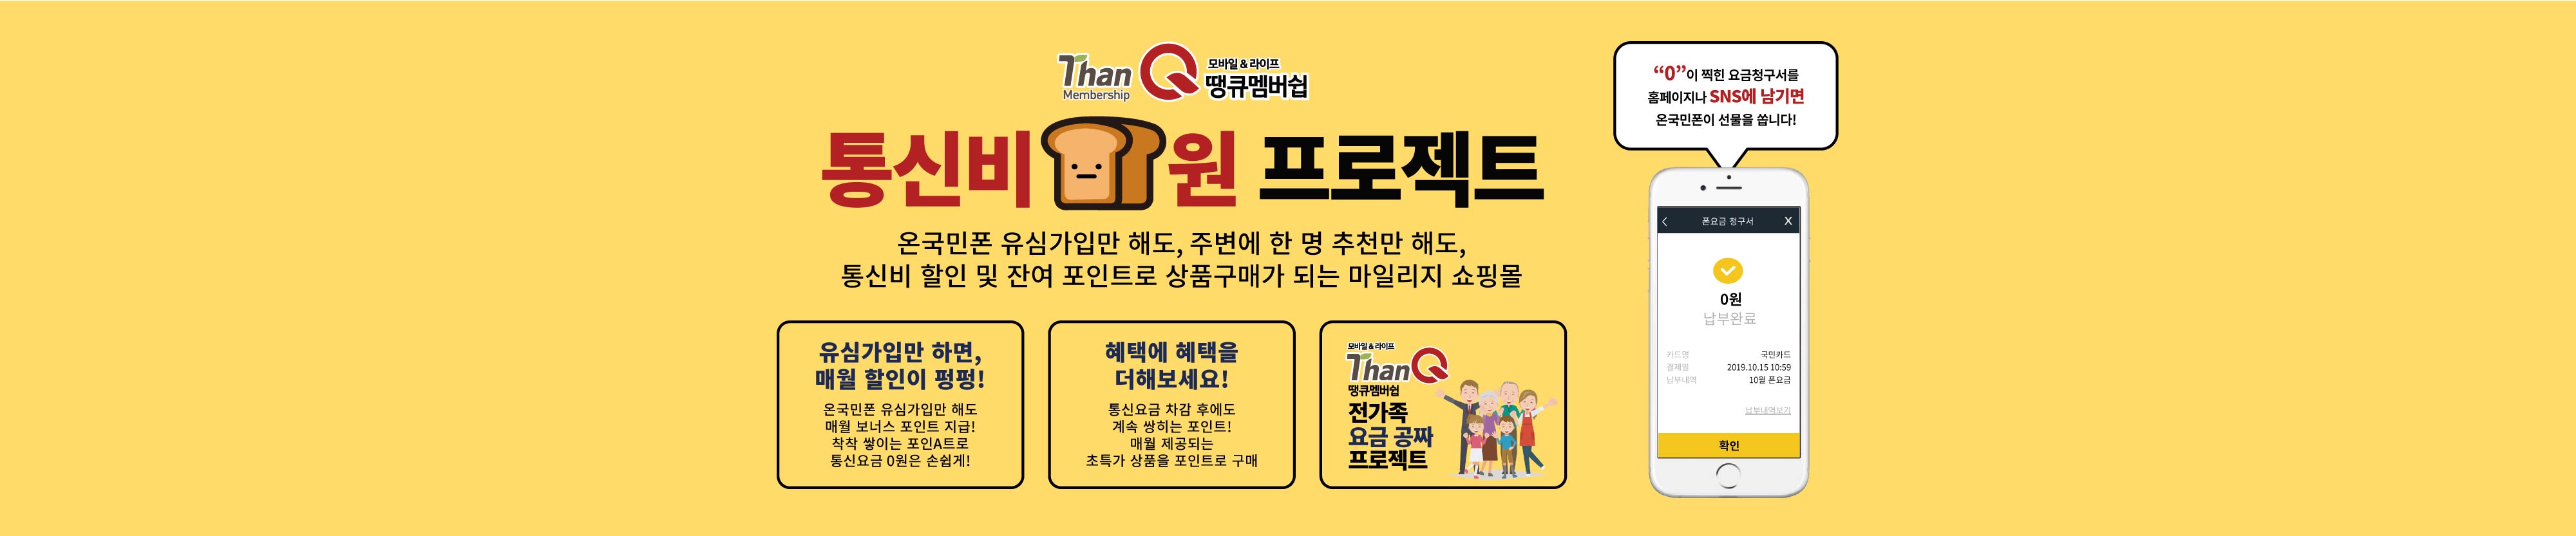 Than Q 모바일 & 라이프
Membership 땡큐멤버쉽
통신비 원 프로젝트
온국민폰 유심가입만 해도, 주변에 한 명 추천만 해도,
통신비 할인 및 잔여 포인트로 상품구매가 되는 마일리지 쇼핑몰
유심가입만 하면,
매월 할인이 펑펑!
온국민폰 유심가입만 해도
매월 보너스 포인트 지급!
착착 쌓이는 포인A트로
통신요금 0원은 손쉽게!
혜택에 혜택을
더해보세요!
통신요금 차감 후에도
계속 쌓히는 포인트!
매월 제공되는
초특가 상품을 포인트로 구매
모바일 & 라이프
Than Q
땡큐멤버쉽
전가족
요금 공짜
프로젝트
“0”이 찍힌 요금청구서를
홈페이지나 SNS에 남기면
온국민폰이 선물을 쏩니다!
< 폰요금 청구서 X
0원
납부완료
카드명 국민카드
결제일 2019.10.15 10:59
납부내역 10월 폰요금
납부내역보기
확인